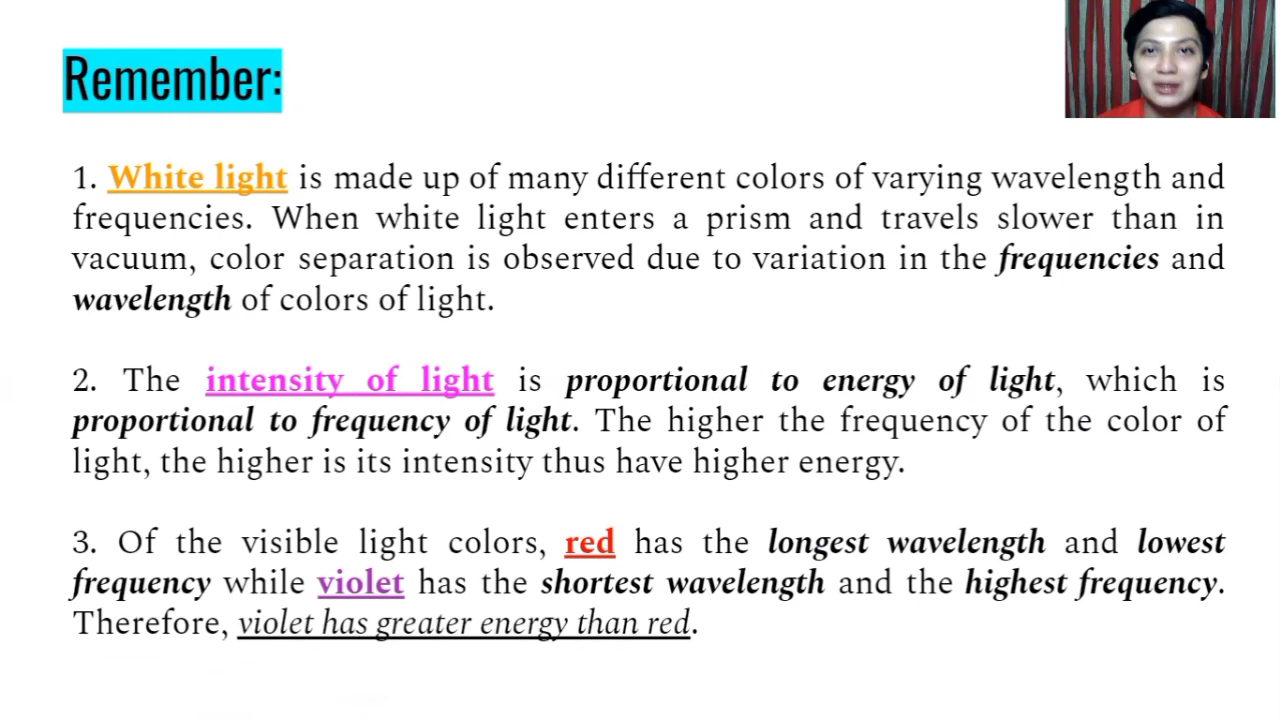 Remember:
1. White light is made up of many different colors of varying wavelength and
frequencies. When white light enters a prism and travels slower than in
vacuum, color separation is observed due to variation in the frequencies and
wavelength of colors of light.
2. The intensity of light is proportional to energy of light, which is
proportional to frequency of light. The higher the frequency of the color of
light, the higher is its intensity thus have higher energy.
3. Of the visible light colors, red has the longest wavelength and lowest
frequency while violet has the shortest wavelength and the highest frequency.
Therefore, violet has greater energy than red.